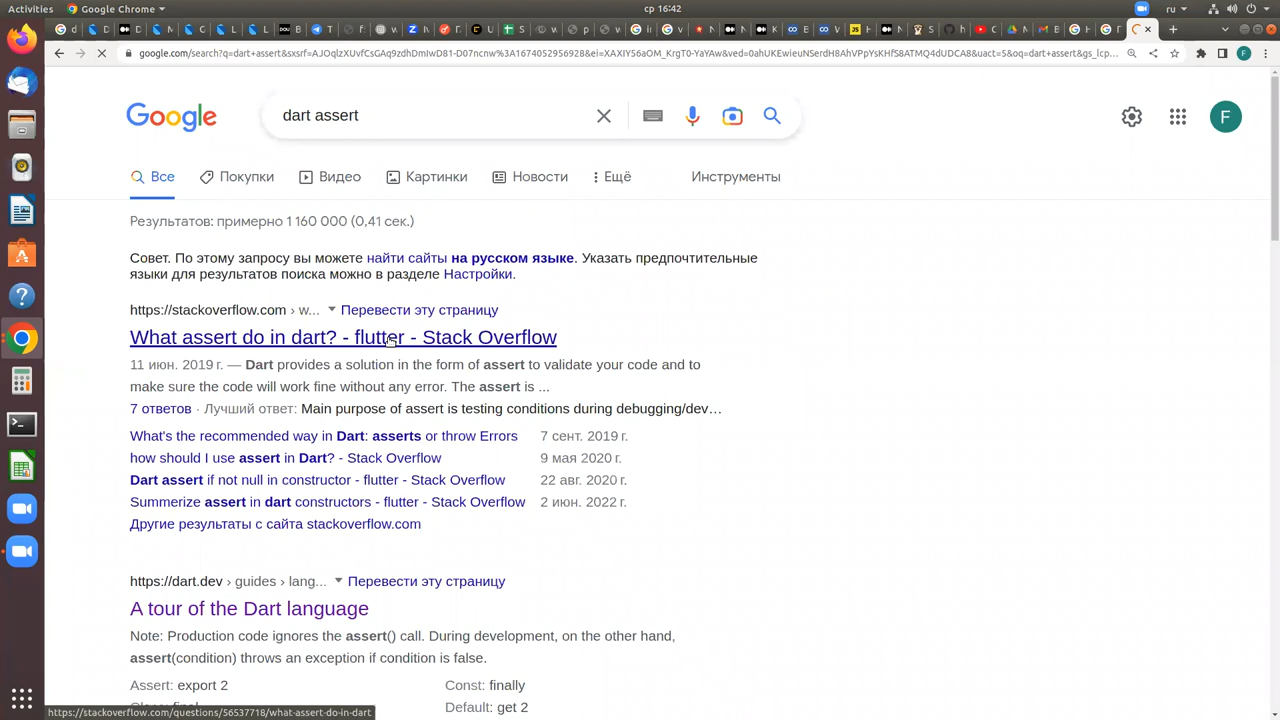 Действия
Google Chrome
ср 16:42
ru
google.com/search?q=dart+assert&sxsrf=AJOqlzXUvfCsGAq9zdhDmIwD81-D07ncnw%3A1674052956928&ei=XAXIY56aOM_KrgT0-YaYAw&ved=0ahUKEwieuNSerdH8AhVPpYsKHfS8ATMQ4dUDCA8&uact=5&oq=dart+assert&gs_lcp...
F
Google
dart assert
F
Все
Покупки
Видео
Картинки
Новости
Ещё
Инструменты
Результатов: примерно 1 160 000 (0,41 сек.)
Совет. По этому запросу вы можете найти сайты на русском языке. Указать предпочтительные
языки для результатов поиска можно в разделе Настройки.
https://stackoverflow.com › w... Перевести эту страницу
What assert do in dart? - flutter - Stack Overflow
11 июн. 2019 г. — Dart provides a solution in the form of assert to validate your code and to
make sure the code will work fine without any error. The assert is ...
7 ответов · Лучший ответ: Main purpose of assert is testing conditions during debugging/dev…
What's the recommended way in Dart: asserts or throw Errors 7 сент. 2019 г.
how should I use assert in Dart? - Stack Overflow 9 мая 2020 г.
Dart assert if not null in constructor - flutter - Stack Overflow 22 авг. 2020 г.
Summerize assert in dart constructors - flutter - Stack Overflow 2 июн. 2022 г.
Другие результаты с сайта stackoverflow.com
https://dart.dev › guides › lang... Перевести эту страницу
A tour of the Dart language
Note: Production code ignores the assert() call. During development, on the other hand,
assert(condition) throws an exception if condition is false.
Assert: export 2 Const: finally
Default: get 2
https://stackoverflow.com/questions/56537718/what-assert-do-in-dart